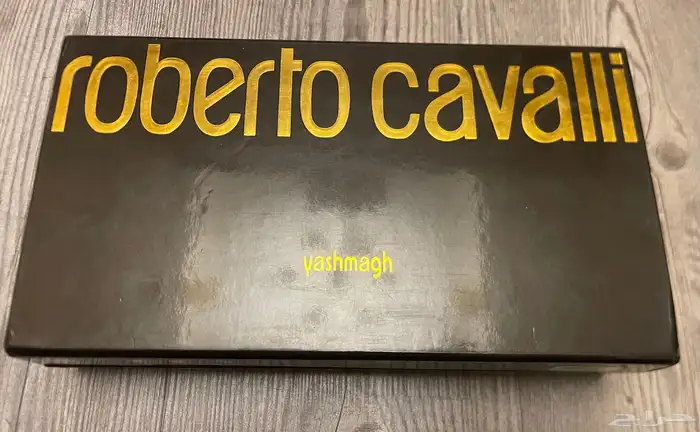 roberto cavalli
yashmagh
حراج